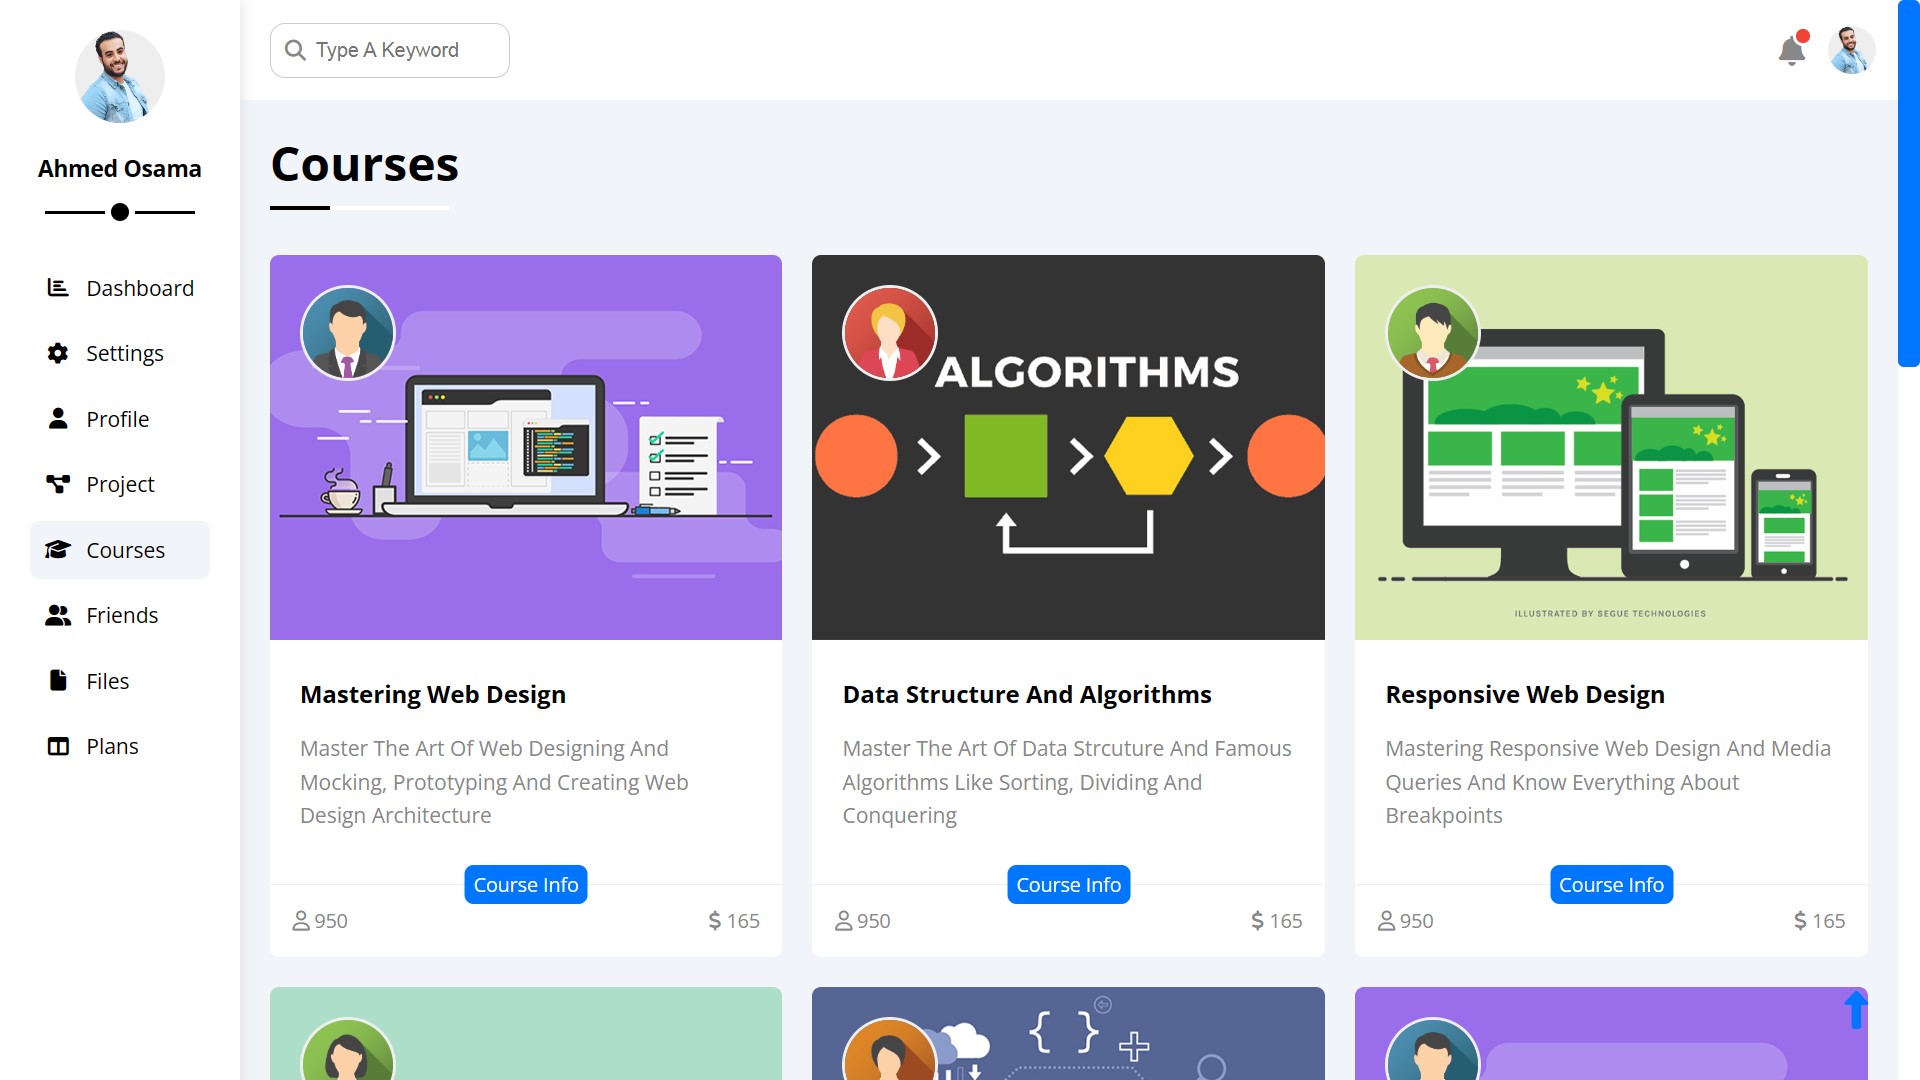 Type A Keyword
Ahmed Osama
Dashboard
Settings
Profile
Project
Courses
Friends
Files
Plans
Courses
ALGORITHMS
ILLUSTRATED BY SEGUE TECHNOLOGIES
Mastering Web Design
Master The Art Of Web Designing And
Mocking, Prototyping And Creating Web
Design Architecture
Course Info
950
$ 165
Data Structure And Algorithms
Master The Art Of Data Strcuture And Famous
Algorithms Like Sorting, Dividing And
Conquering
Course Info
950
$ 165
Responsive Web Design
Mastering Responsive Web Design And Media
Queries And Know Everything About
Breakpoints
Course Info
950
$ 165
{ }